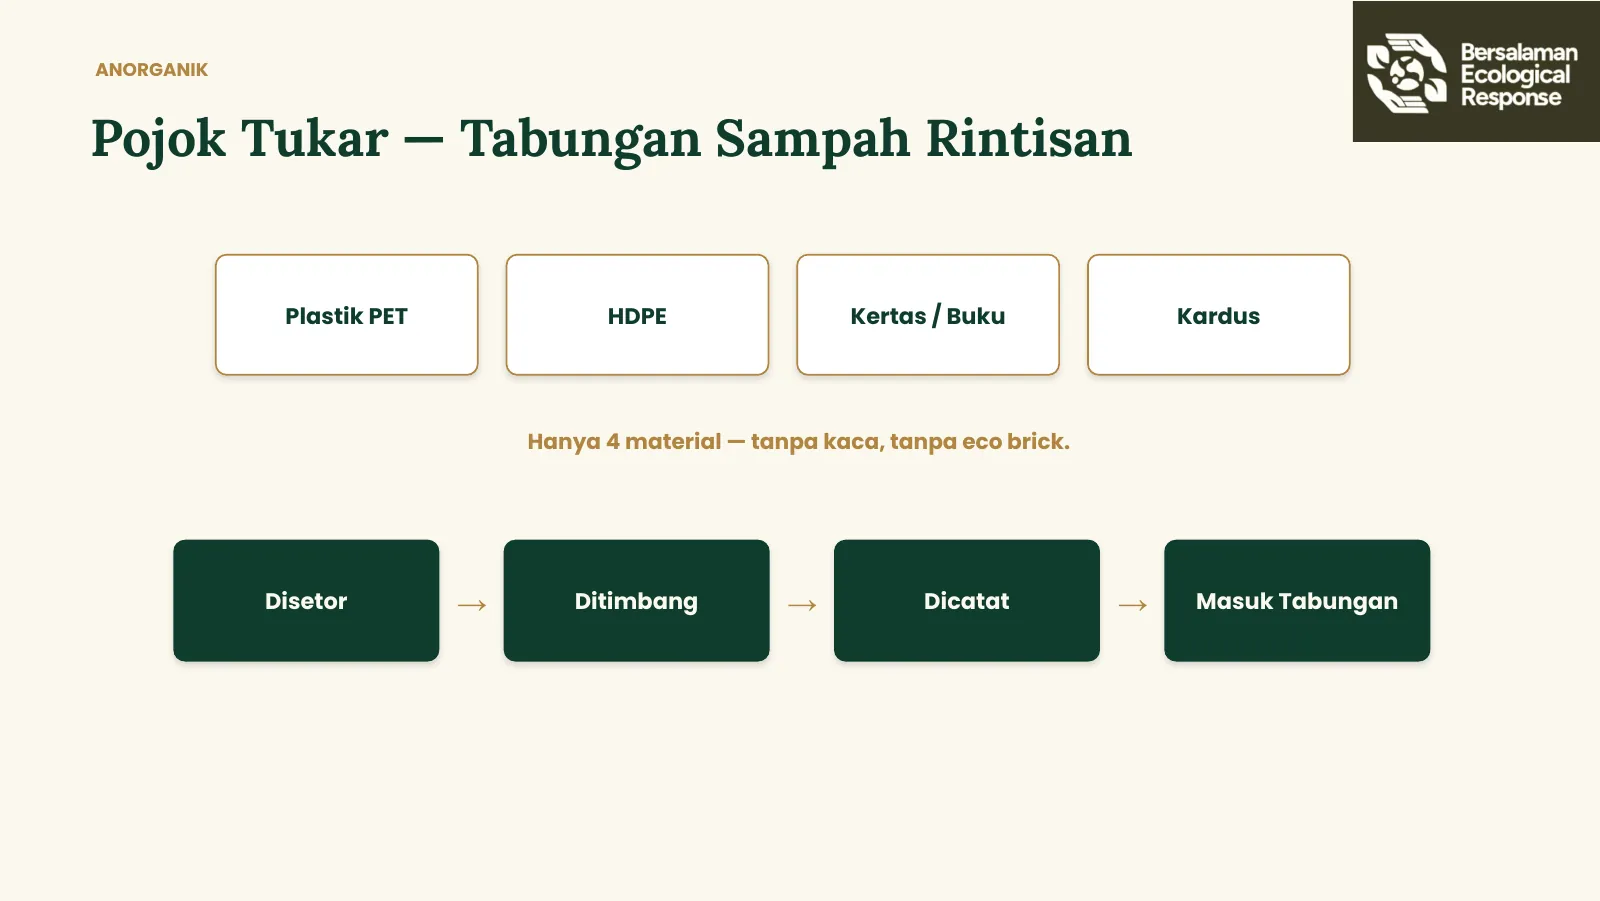 ANORGANIK
Pojok Tukar — Tabungan Sampah Rintisan
Bersalaman
Ecological
Response
Plastik PET
HDPE
Kertas / Buku
Kardus
Hanya 4 material — tanpa kaca, tanpa eco brick.
Disetor
→
Ditimbang
→
Dicatat
→
Masuk Tabungan